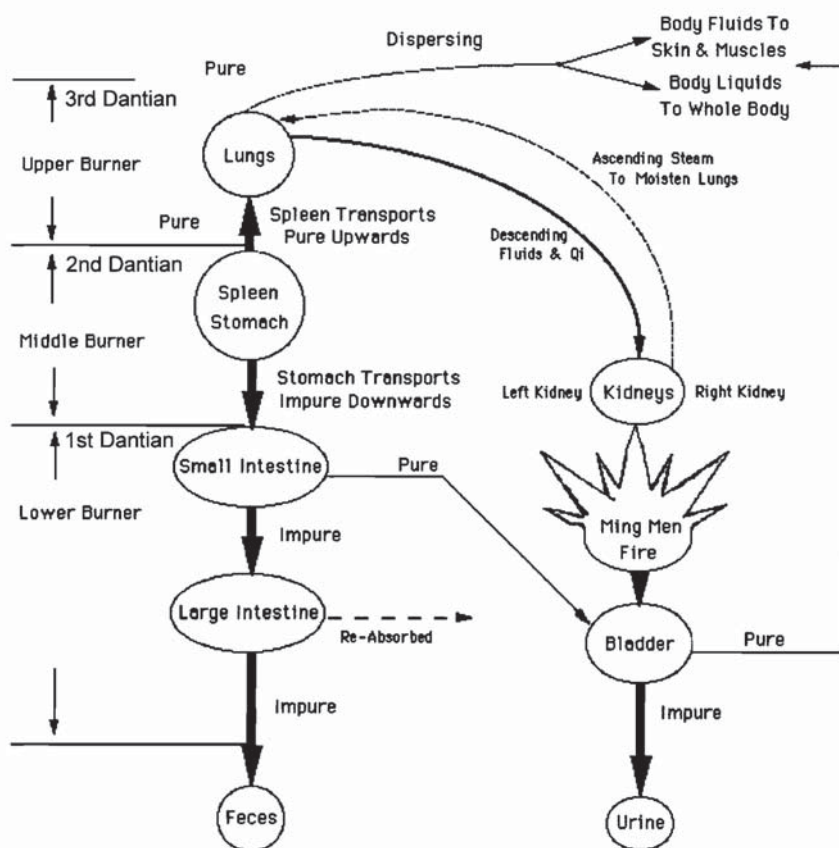 Dispersing
Body Fluids To
Skin & Muscles
Body Liquids
To Whole Body
Pure
3rd Dantian
Lungs
Upper Burner
Ascending Steam
To Moisten Lungs
Pure
Spleen Transports
Pure Upwards
Descending
Fluids & Qi
2nd Dantian
Spleen
Stomach
Middle Burner
Stomach Transports
Impure Downwards
Left Kidney
Kidneys
Right Kidney
1st Dantian
Small Intestine
Pure
Lower Burner
Ming Men
Fire
Impure
Large Intestine
Re-Absorbed
Bladder
Pure
Impure
Impure
Feces
Urine